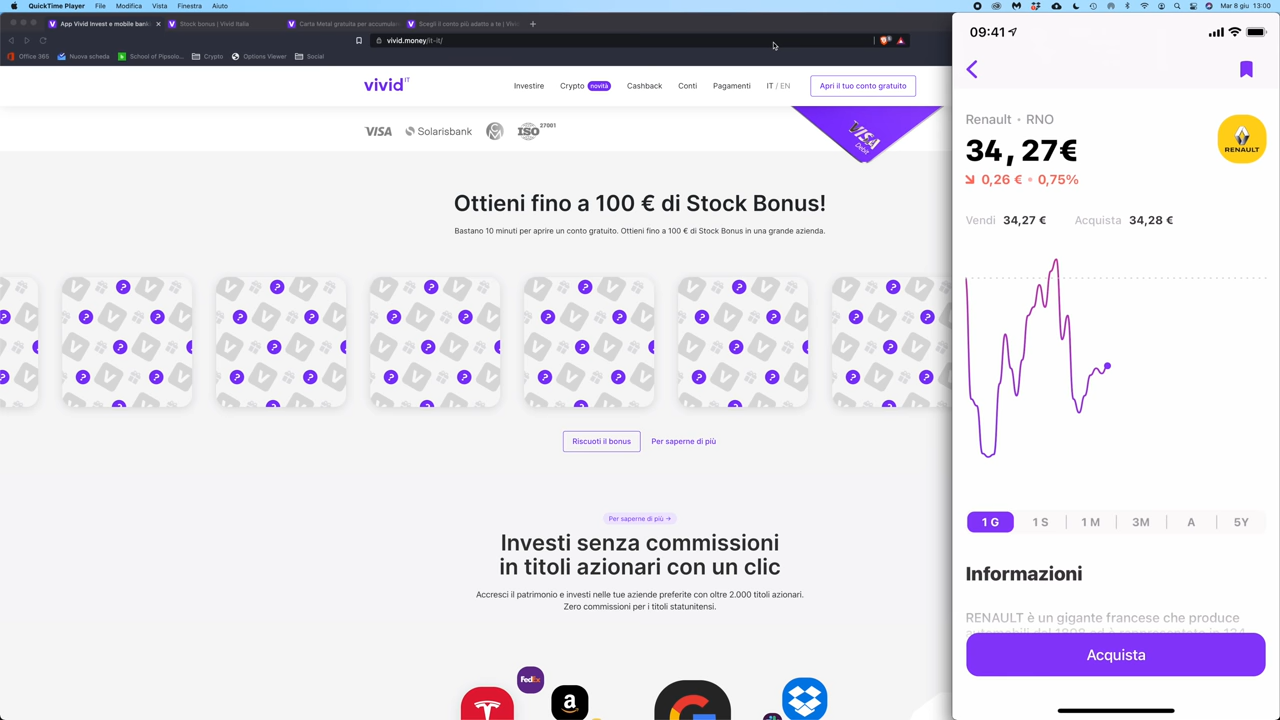 QuickTime Player File Modifica Vista Finestra Aiuto
Mar 8 giu 13:00
App Vivid Invest e mobile bank
Stock bonus | Vivid Italia
Carta Metal gratuita per accumula
Scegli il conto più adatto a te | Vivi
vivid.money/it-it/
Office 365
Nuova scheda
School of Pipsolo...
Crypto
Options Viewer
Social
vivid IT
Investire
Crypto novità
Cashback
Conti
Pagamenti
IT / EN
Apri il tuo conto gratuito
VISA
Solarisbank
ISO 27001
VISA
Debit
Ottieni fino a 100 € di Stock Bonus!
Bastano 10 minuti per aprire un conto gratuito. Ottieni fino a 100 € di Stock Bonus in una grande azienda.
Riscuoti il bonus
Per saperne di più
Per saperne di più →
Investi senza commissioni
in titoli azionari con un clic
Accresci il patrimonio e investi nelle tue aziende preferite con oltre 2.000 titoli azionari.
Zero commissioni per i titoli statunitensi.
FedEx
09:41
Renault • RNO
34,27€
0,26 € • 0,75%
RENAULT
Vendi 34,27 € Acquista 34,28 €
1 G
1 S
1 M
3M
A
5Y
Informazioni
RENAULT è un gigante francese che produce
Acquista